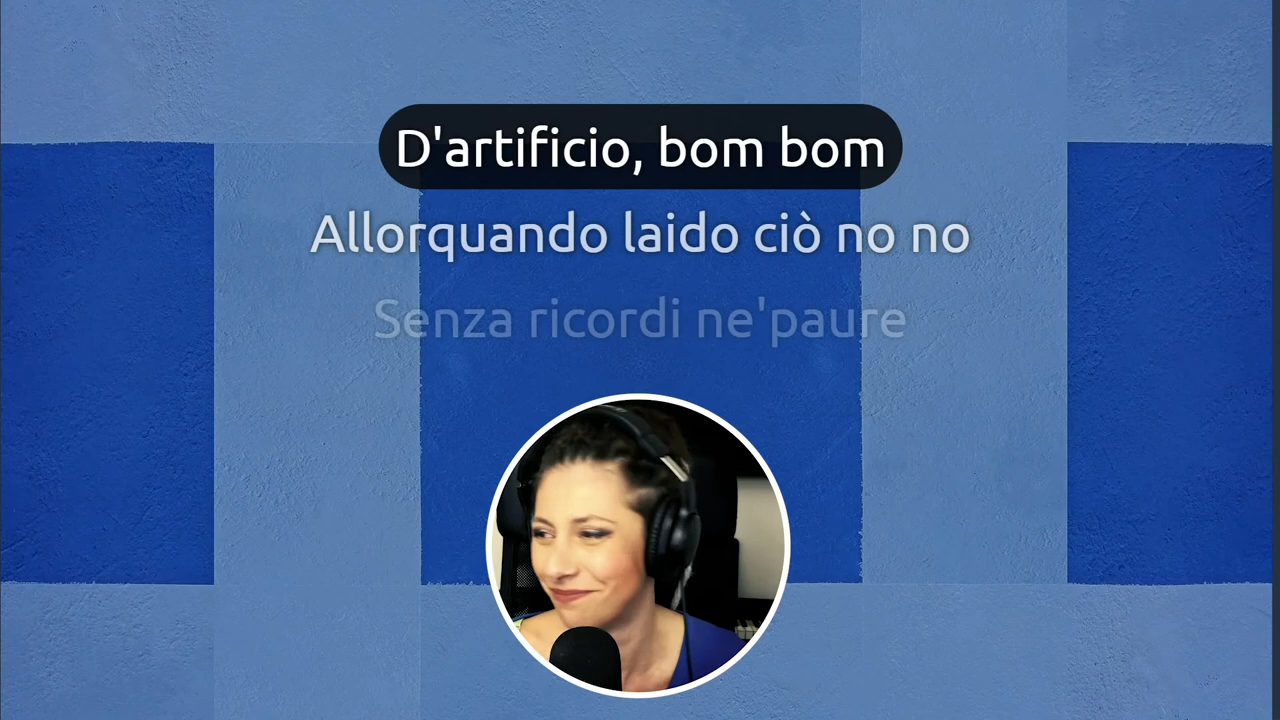 D'artificio, bom bom
Allorquando laido ciò no no
Senza ricordi ne'paure